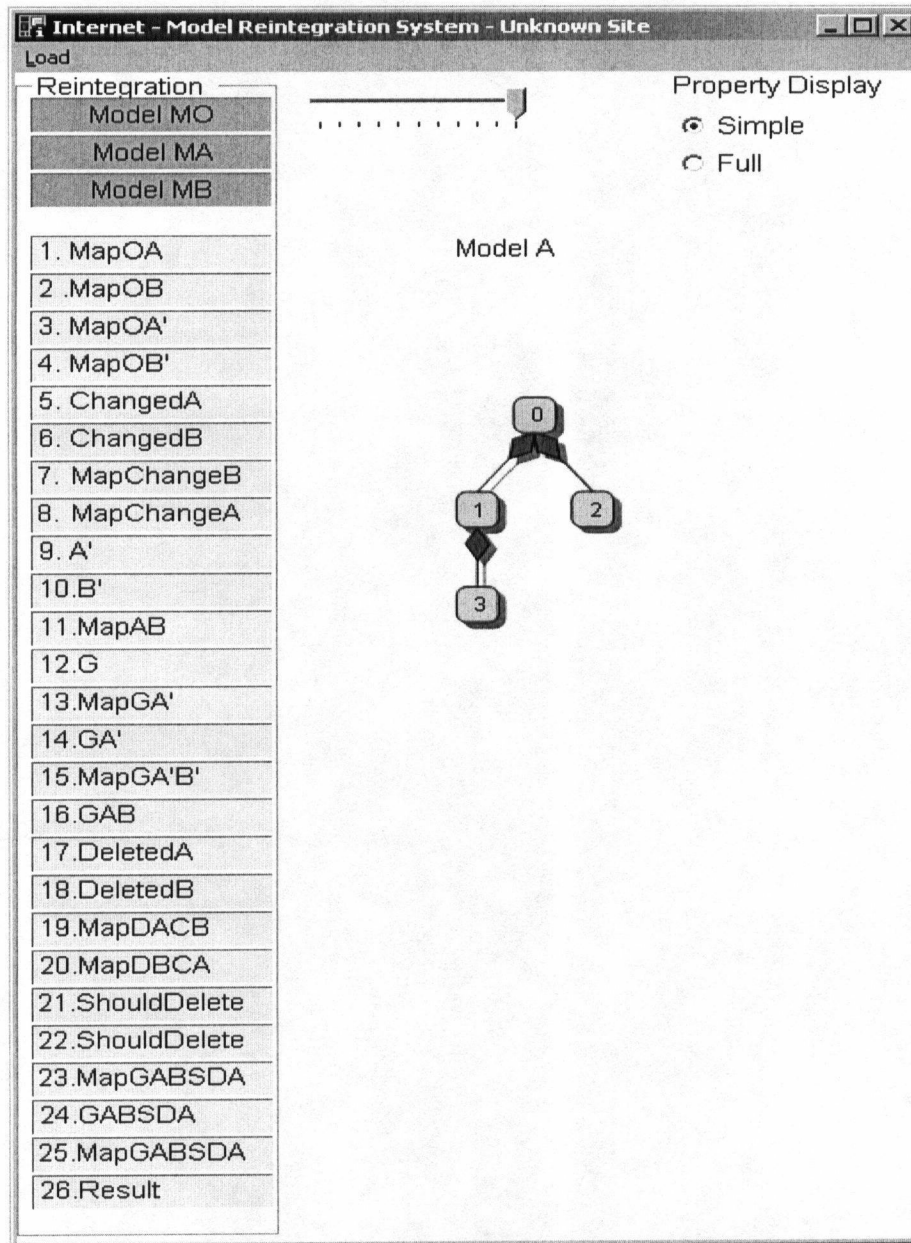 Internet - Model Reintegration System - Unknown Site
Load
Reintegration
Model MO
Model MA
Model MB
1. MapOA
2 .MapOB
3. MapOA'
4. MapOB'
5. ChangedA
6. ChangedB
7. MapChangeB
8. MapChangeA
9. A'
10.B'
11.MapAB
12.G
13.MapGA'
14.GA'
15.MapGA'B'
16.GAB
17.DeletedA
18.DeletedB
19.MapDACB
20.MapDBCA
21.ShouldDelete
22.ShouldDelete
23.MapGABSDA
24.GABSDA
25.MapGABSDA
26.Result
Property Display
Simple
Full
Model A
0
1 2
3